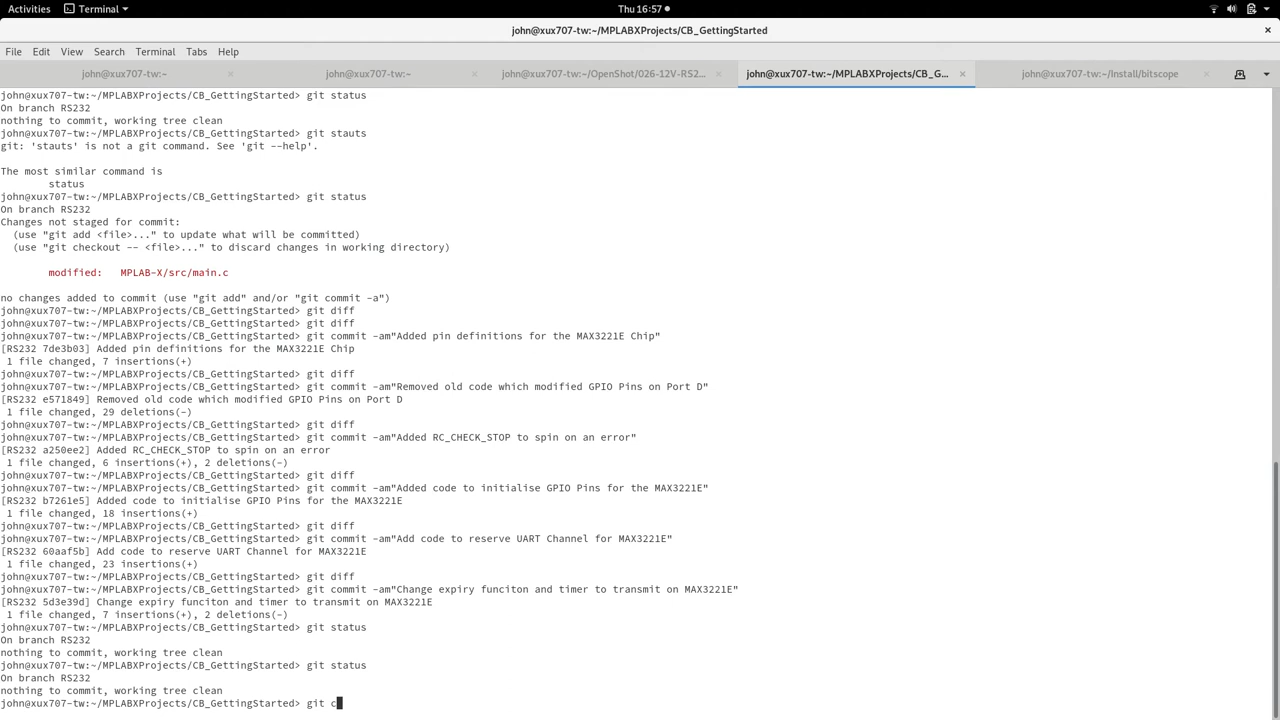 Activities Terminal Thu 16:57
john@xux707-tw:~/MPLABXProjects/CB_GettingStarted
File Edit View Search Terminal Tabs Help
john@xux707-tw:~ john@xux707-tw:~ john@xux707-tw:~/OpenShot/026-12V-RS2... john@xux707-tw:~/MPLABXProjects/CB_G... john@xux707-tw:~/Install/bitscope
john@xux707-tw:~/MPLABXProjects/CB_GettingStarted> git status
On branch RS232
nothing to commit, working tree clean
john@xux707-tw:~/MPLABXProjects/CB_GettingStarted> git stauts
git: 'stauts' is not a git command. See 'git --help'.
The most similar command is
status
john@xux707-tw:~/MPLABXProjects/CB_GettingStarted> git status
On branch RS232
Changes not staged for commit:
(use "git add <file>..." to update what will be committed)
(use "git checkout -- <file>..." to discard changes in working directory)
modified: MPLAB-X/src/main.c
no changes added to commit (use "git add" and/or "git commit -a")
john@xux707-tw:~/MPLABXProjects/CB_GettingStarted> git diff
john@xux707-tw:~/MPLABXProjects/CB_GettingStarted> git diff
john@xux707-tw:~/MPLABXProjects/CB_GettingStarted> git commit -am"Added pin definitions for the MAX3221E Chip"
[RS232 7de3b03] Added pin definitions for the MAX3221E Chip
1 file changed, 7 insertions(+)
john@xux707-tw:~/MPLABXProjects/CB_GettingStarted> git diff
john@xux707-tw:~/MPLABXProjects/CB_GettingStarted> git commit -am"Removed old code which modified GPIO Pins on Port D"
[RS232 e571849] Removed old code which modified GPIO Pins on Port D
1 file changed, 29 deletions(-)
john@xux707-tw:~/MPLABXProjects/CB_GettingStarted> git diff
john@xux707-tw:~/MPLABXProjects/CB_GettingStarted> git commit -am"Added RC_CHECK_STOP to spin on an error"
[RS232 a250ee2] Added RC_CHECK_STOP to spin on an error
1 file changed, 6 insertions(+), 2 deletions(-)
john@xux707-tw:~/MPLABXProjects/CB_GettingStarted> git diff
john@xux707-tw:~/MPLABXProjects/CB_GettingStarted> git commit -am"Added code to initialise GPIO Pins for the MAX3221E"
[RS232 b7261e5] Added code to initialise GPIO Pins for the MAX3221E
1 file changed, 18 insertions(+)
john@xux707-tw:~/MPLABXProjects/CB_GettingStarted> git diff
john@xux707-tw:~/MPLABXProjects/CB_GettingStarted> git commit -am"Add code to reserve UART Channel for MAX3221E"
[RS232 60aaf5b] Add code to reserve UART Channel for MAX3221E
1 file changed, 23 insertions(+)
john@xux707-tw:~/MPLABXProjects/CB_GettingStarted> git diff
john@xux707-tw:~/MPLABXProjects/CB_GettingStarted> git commit -am"Change expiry funciton and timer to transmit on MAX3221E"
[RS232 5d3e39d] Change expiry funciton and timer to transmit on MAX3221E
1 file changed, 7 insertions(+), 2 deletions(-)
john@xux707-tw:~/MPLABXProjects/CB_GettingStarted> git status
On branch RS232
nothing to commit, working tree clean
john@xux707-tw:~/MPLABXProjects/CB_GettingStarted> git status
On branch RS232
nothing to commit, working tree clean
john@xux707-tw:~/MPLABXProjects/CB_GettingStarted> git c